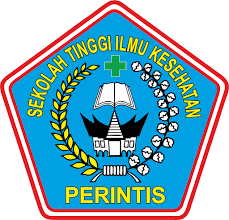 SEKOLAH TINGGI ILMU KESEHATAN
PERINTIS